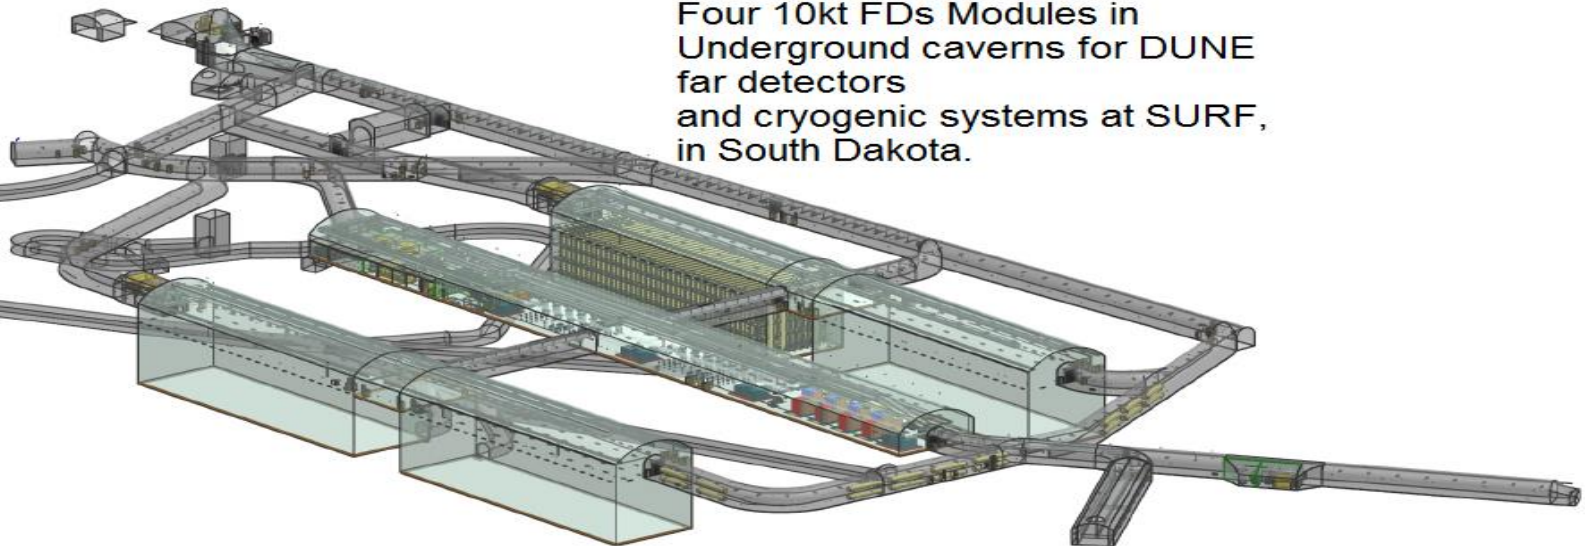 Four 10kt FDs Modules in
Underground caverns for DUNE
far detectors
and cryogenic systems at SURF,
in South Dakota.